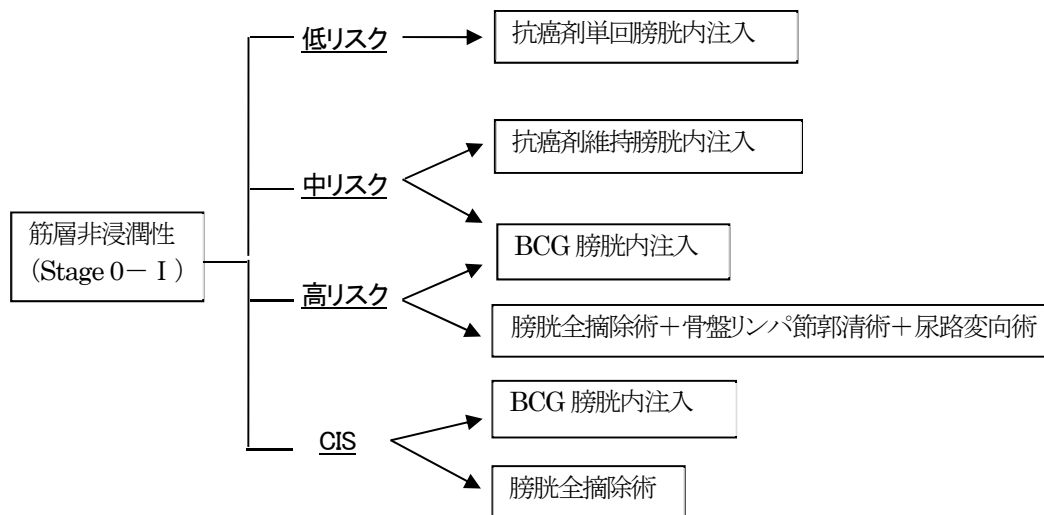 低リスク
抗癌剤単回膀胱内注入
抗癌剤維持膀胱内注入
中リスク
筋層非浸潤性
(Stage 0－Ⅰ)
BCG 膀胱内注入
高リスク
膀胱全摘除術＋骨盤リンパ節郭清術＋尿路変向術
BCG 膀胱内注入
CIS
膀胱全摘除術